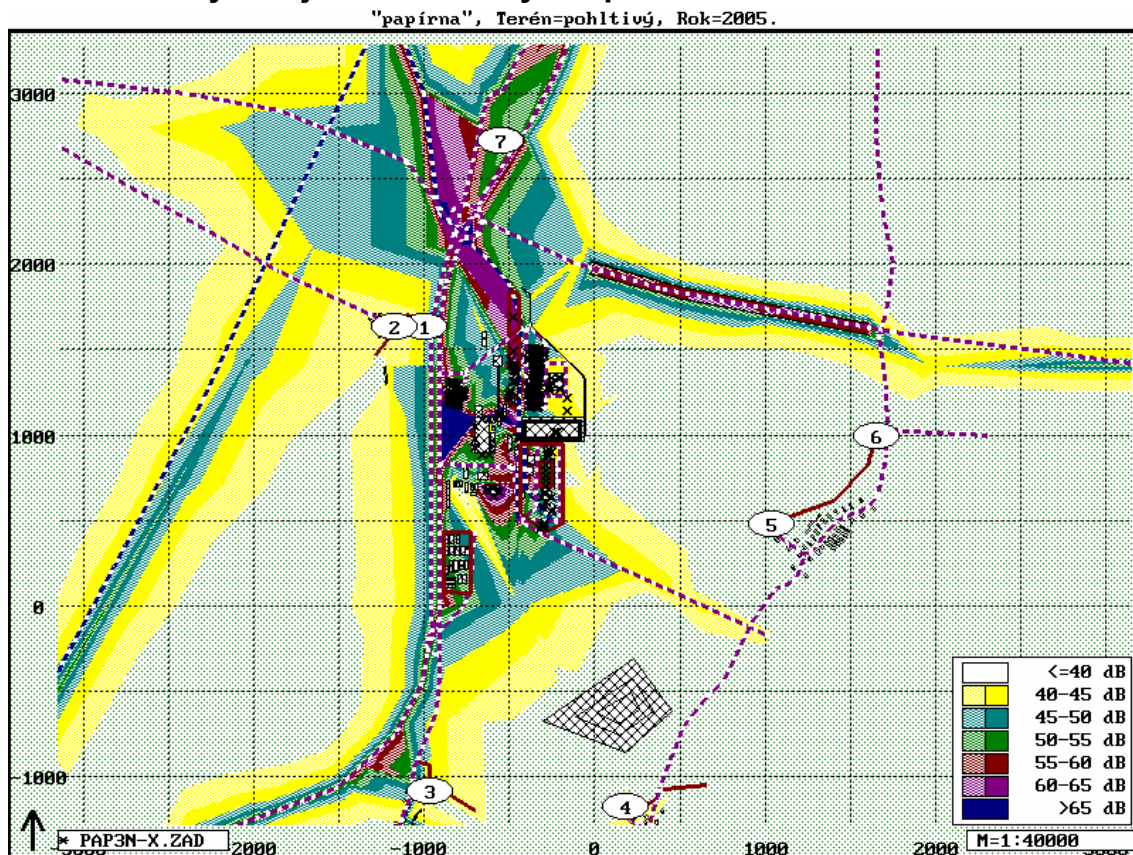 "papírna", Terén=pohltivý, Rok=2005.
3000
7
2000
2
1
1000
6
5
0
<=40 dB
40-45 dB
45-50 dB
50-55 dB
55-60 dB
60-65 dB
>65 dB
-1000
3
4
* PAP3N-X.ZAD
M=1:40000
-2000
-1000
0
1000
2000